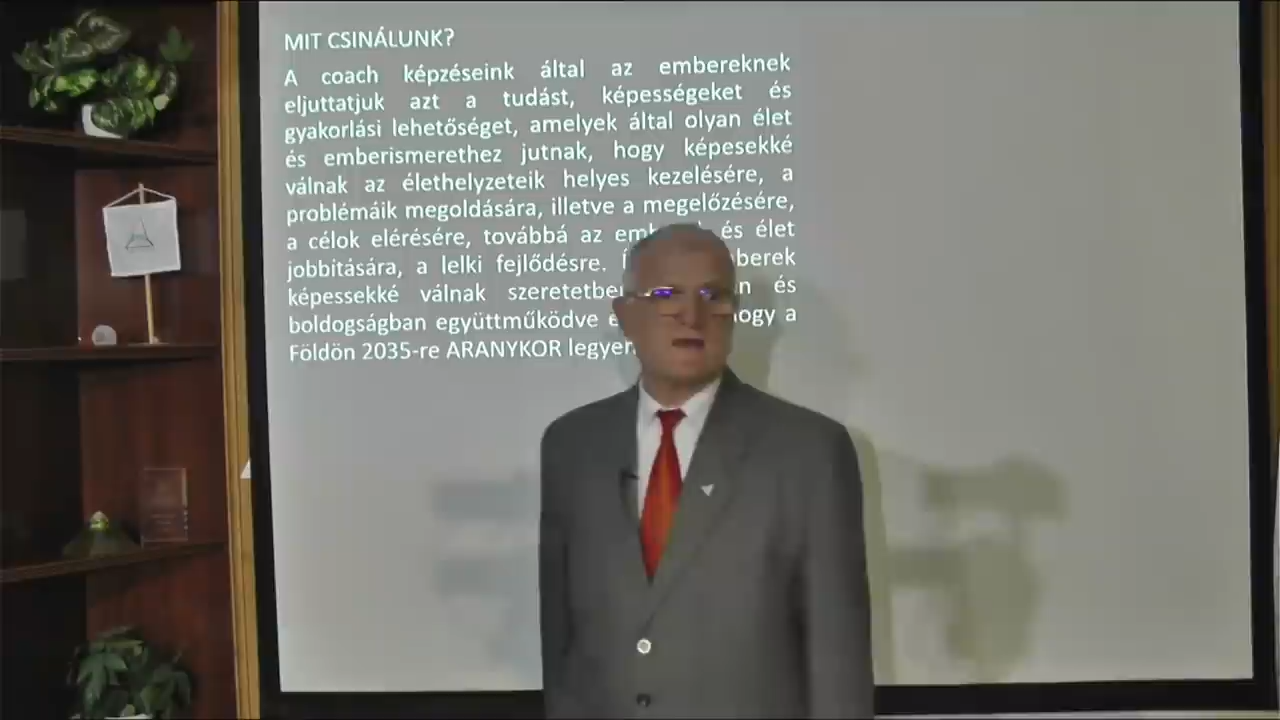 MIT CSINÁLUNK?
A coach képzéseink által az embereknek
eljuttatjuk azt a tudást, képességeket és
gyakorlási lehetőséget, amelyek által olyan élet
és emberismerethez jutnak, hogy képesekké
válnak az élethelyzeteik helyes kezelésére, a
problémáik megoldására, illetve a megelőzésére,
a célok elérésére, továbbá az és élet
jobbítására, a lelki fejlődésre.
képessekké válnak és
boldogságban együttműködve a
Földön 2035-re ARANYKOR